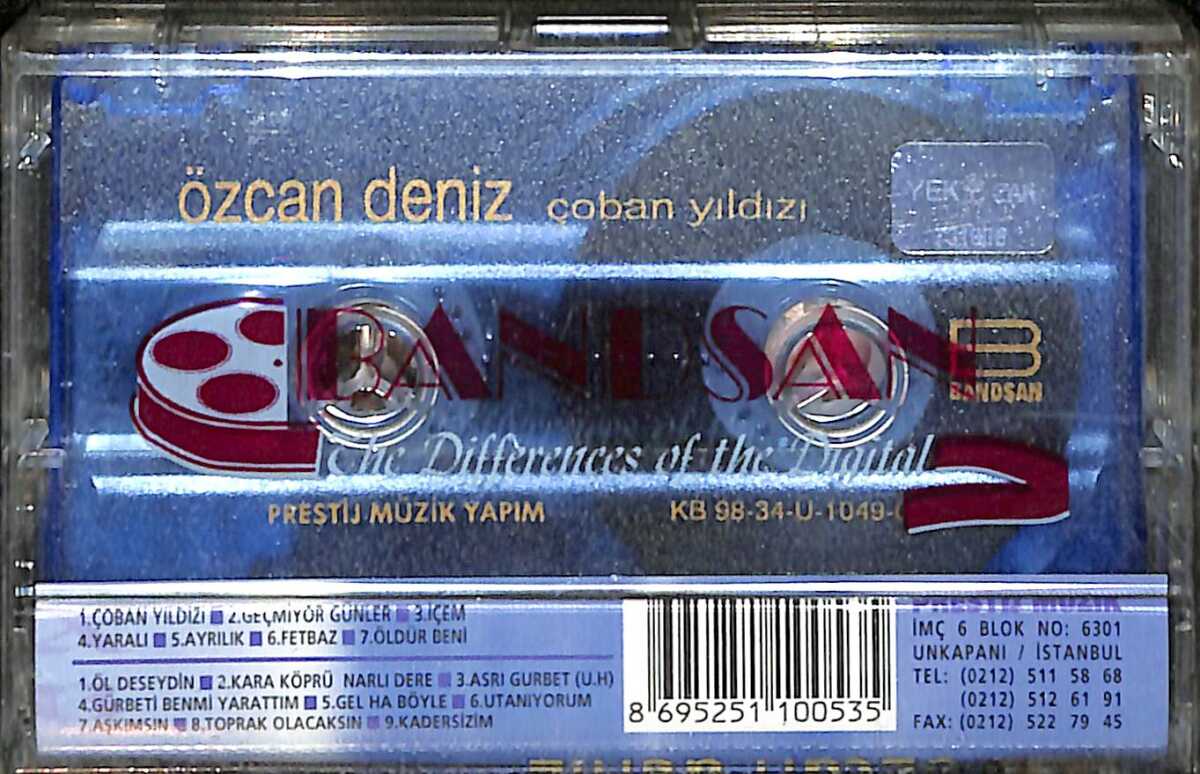 özcan deniz çoban yıldızı
BANDSAN
BANDSAN
The Differences of the Digital
PRESTİJ MÜZİK YAPIM KB 98-34-U-1049-
1.ÇOBAN YILDIZI 2.GEÇMİYOR GÜNLER 3.İÇEM
4.YARALI 5.AYRILIK 6.FETBAZ 7.ÖLDÜR BENİ
1.ÖL DESEYDİN 2.KARA KÖPRÜ NARLI DERE 3.ASRI GURBET (U.H)
4.GÜRBETİ BENMİ YARATTIM 5.GEL HA BÖYLE 6.UTANIYORUM
7.AŞKIMSIN 8.TOPRAK OLACAKSIN 9.KADERSİZİM
8 695251 100535
PRESTİJ MÜZİK
İMÇ 6 BLOK NO: 6301
UNKAPANI / İSTANBUL
TEL: (0212) 511 58 68
(0212) 512 61 91
FAX: (0212) 522 79 45